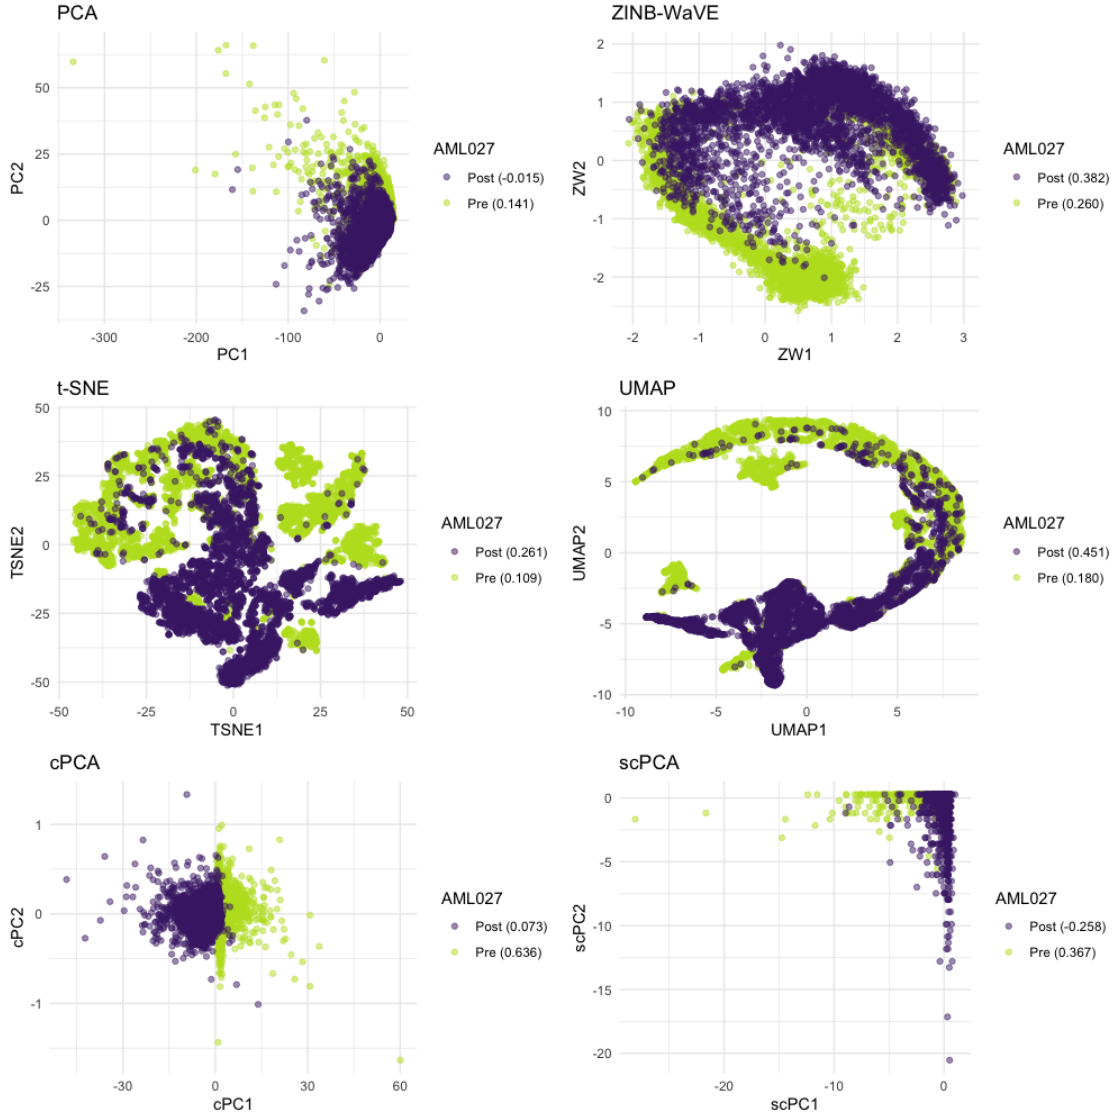 PCA
50
25
0
-25
PC2
-300
-200
-100
0
PC1
AML027
Post (-0.015)
Pre (0.141)
ZINB-WaVE
2
1
0
-1
-2
ZW2
-2
-1
0
1
2
3
ZW1
AML027
Post (0.382)
Pre (0.260)
t-SNE
50
25
0
-25
-50
TSNE2
-50
-25
0
25
50
TSNE1
AML027
Post (0.261)
Pre (0.109)
UMAP
10
5
0
-5
-10
UMAP2
-10
-5
0
5
UMAP1
AML027
Post (0.451)
Pre (0.180)
cPCA
1
0
-1
cPC2
-30
0
30
60
cPC1
AML027
Post (0.073)
Pre (0.636)
scPCA
0
-5
-10
-15
-20
scPC2
-20
-10
0
scPC1
AML027
Post (-0.258)
Pre (0.367)